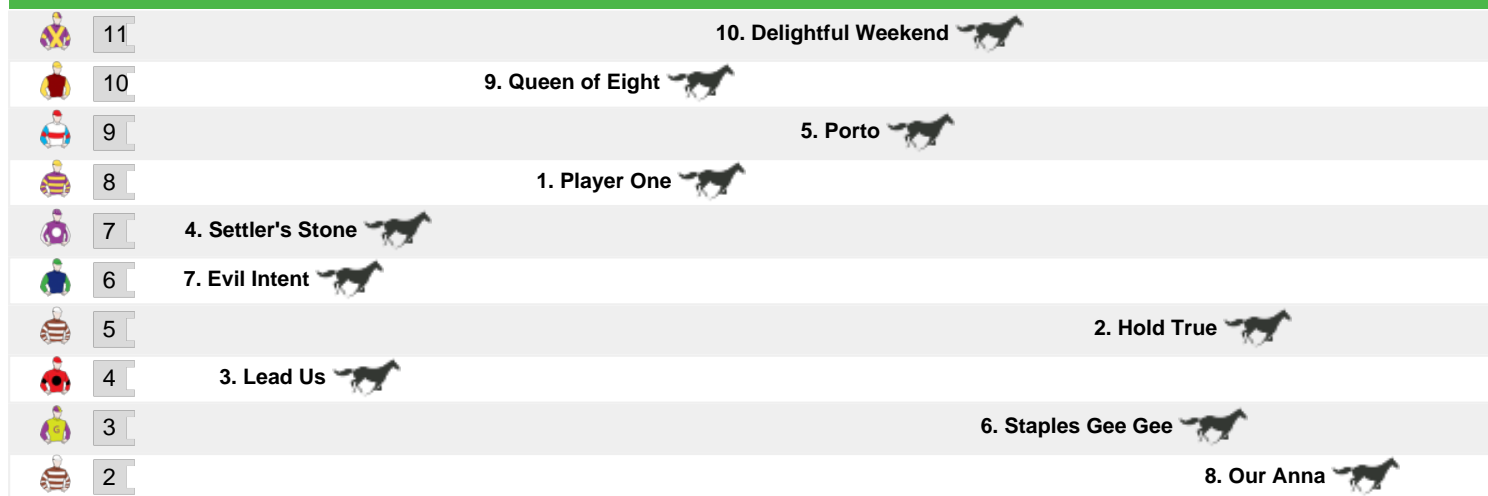 11 10. Delightful Weekend
10 9. Queen of Eight
9 5. Porto
8 1. Player One
7 4. Settler's Stone
6 7. Evil Intent
5 2. Hold True
4 3. Lead Us
G
3 6. Staples Gee Gee
2 8. Our Anna